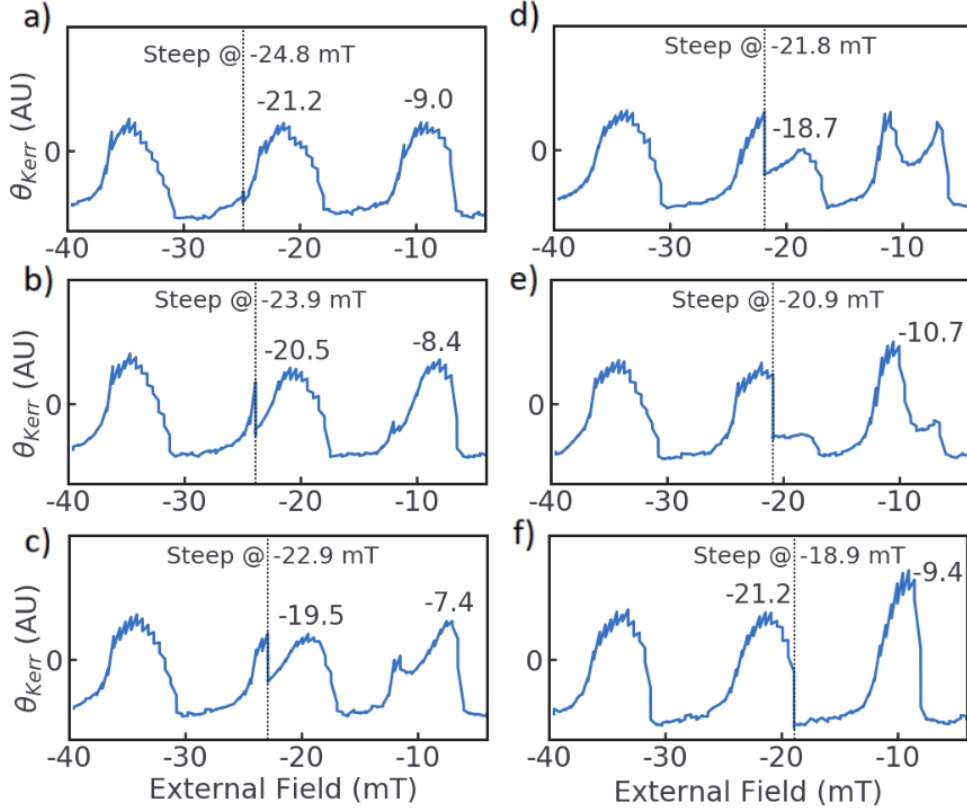 a)
Steep @ -24.8 mT
-21.2
-9.0
θKerr (AU)
0
-40 -30 -20 -10
b)
Steep @ -23.9 mT
-20.5
-8.4
θKerr (AU)
0
-40 -30 -20 -10
c)
Steep @ -22.9 mT
-19.5
-7.4
θKerr (AU)
0
-40 -30 -20 -10
External Field (mT)
d)
Steep @ -21.8 mT
-18.7
0
-40 -30 -20 -10
e)
Steep @ -20.9 mT
-10.7
0
-40 -30 -20 -10
f)
Steep @ -18.9 mT
-21.2
-9.4
0
-40 -30 -20 -10
External Field (mT)